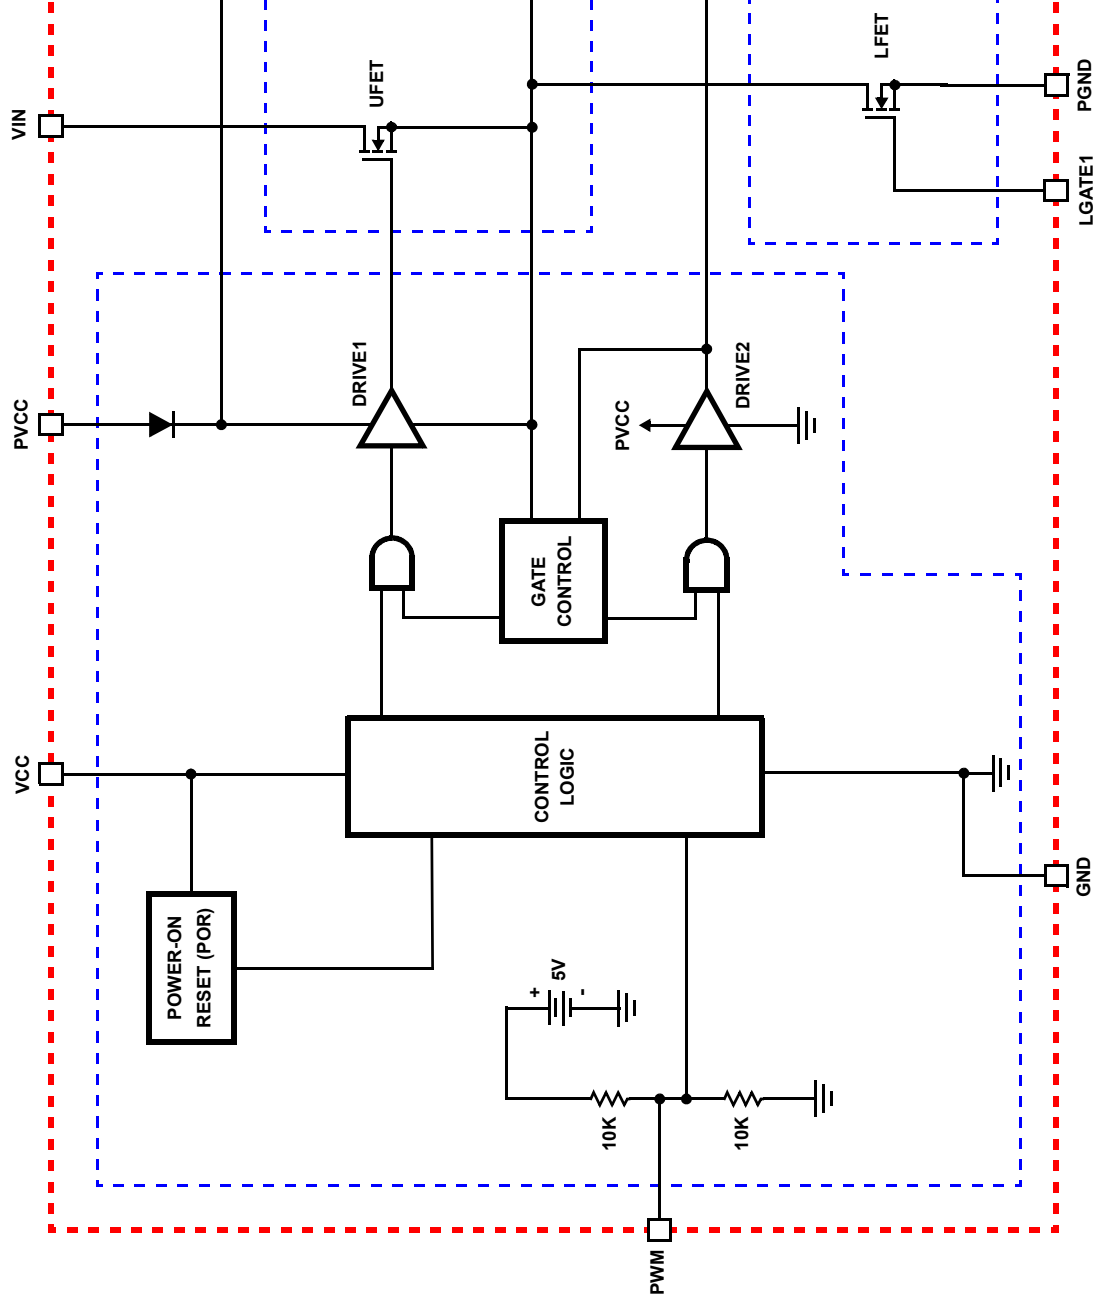 VIN
PVCC
VCC
UFET
LFET
PGND
LGATE1
DRIVE1
PVCC
DRIVE2
GATE
CONTROL
CONTROL
LOGIC
POWER-ON
RESET (POR)
+
5V
-
10K
10K
GND
PWM